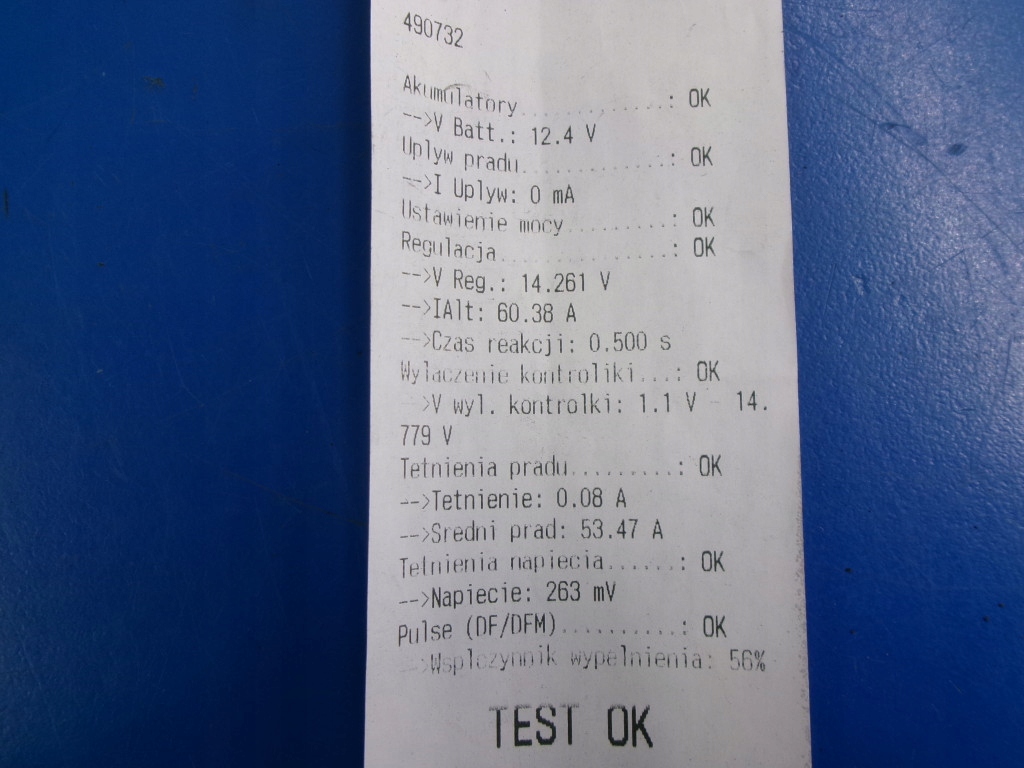 490732
Akumulatory..............: OK
-->V Batt.: 12.4 V
Uplyw pradu..............: OK
-->I Uplyw: 0 mA
Ustawienie mocy..........: OK
Regulacja................: OK
-->V Reg.: 14.261 V
-->IAlt: 60.38 A
-->Czas reakcji: 0.500 s
Wylaczenie kontroliki...: OK
-->V wyl. kontrolki: 1.1 V - 14.
779 V
Tetnienia pradu.........: OK
-->Tetnienie: 0.08 A
-->Sredni prad: 53.47 A
Tetnienia napiecia......: OK
-->Napiecie: 263 mV
Pulse (DF/DFM)..........: OK
-->Wsplczynnik wypelnienia: 56%
TEST OK